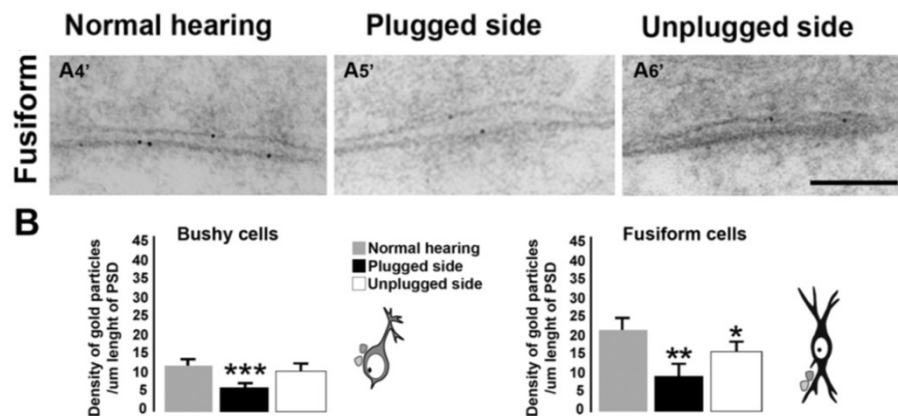 Normal hearing Plugged side Unplugged side
Fusiform
A4’ A5’ A6’
B
Bushy cells
Density of gold particles
/um lenght of PSD
45
40
35
30
25
20
15
10
5
0
***
Normal hearing
Plugged side
Unplugged side
Fusiform cells
Density of gold particles
/um lenght of PSD
45
40
35
30
25
20
15
10
5
0
**
*